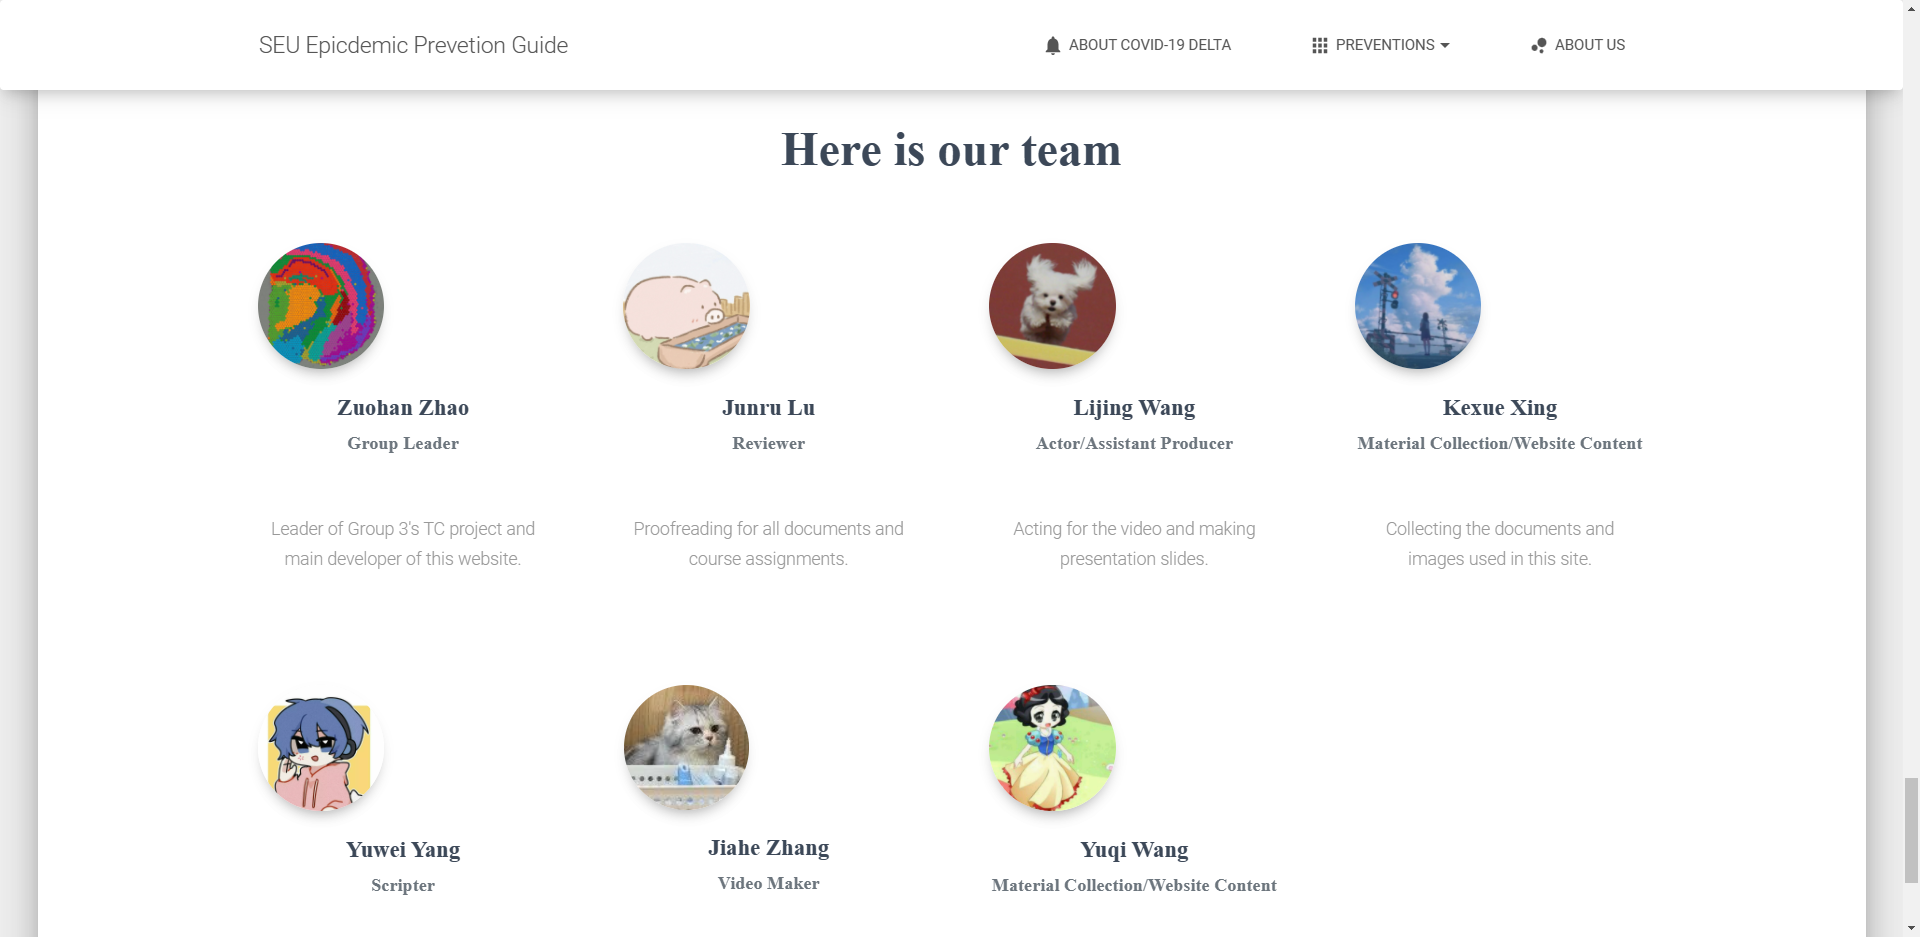 SEU Epicdemic Prevetion Guide
ABOUT COVID-19 DELTA
PREVENTIONS
ABOUT US
Here is our team
Zuohan Zhao
Group Leader
Leader of Group 3's TC project and
main developer of this website.
Junru Lu
Reviewer
Proofreading for all documents and
course assignments.
Lijing Wang
Actor/Assistant Producer
Acting for the video and making
presentation slides.
Kexue Xing
Material Collection/Website Content
Collecting the documents and
images used in this site.
Yuwei Yang
Scripter
Jiahe Zhang
Video Maker
Yuqi Wang
Material Collection/Website Content